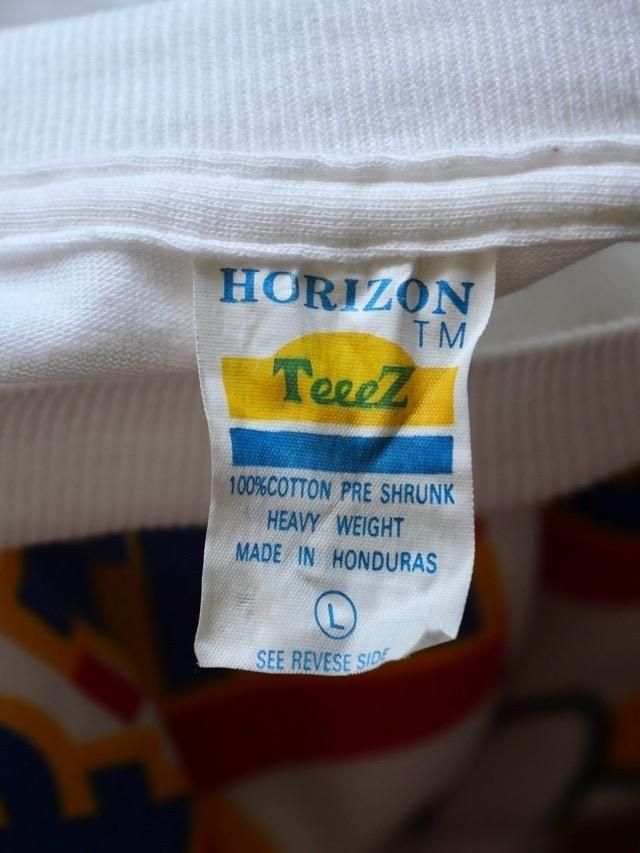 HORIZON
TM
TeeeZ
100%COTTON PRE SHRUNK
HEAVY WEIGHT
MADE IN HONDURAS
L
SEE REVESE SIDE